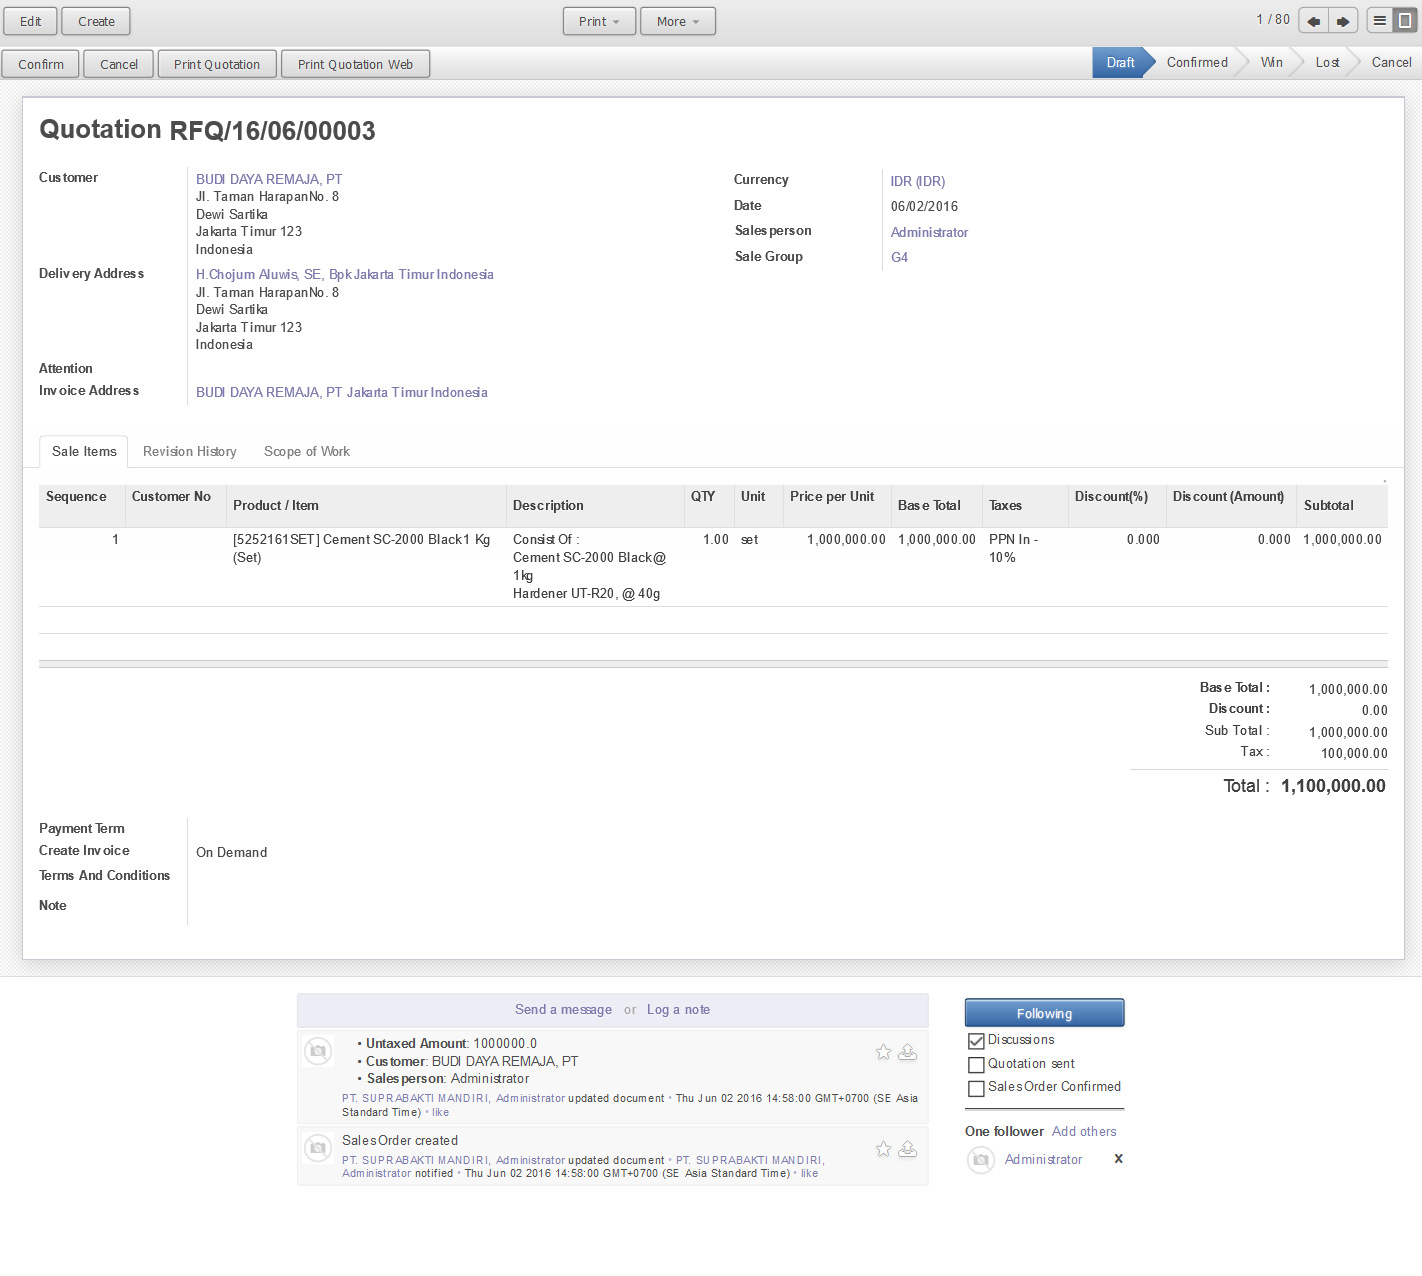 Edit Create Print More 1 / 80
Confirm Cancel Print Quotation Print Quotation Web Draft Confirmed Win Lost Cancel
Quotation RFQ/16/06/00003
Customer BUDI DAYA REMAJA, PT
Jl. Taman Harapan No. 8
Dewi Sartika
Jakarta Timur 123
Indonesia
Delivery Address H.Chojum Aluwis, SE, Bpk Jakarta Timur Indonesia
Jl. Taman Harapan No. 8
Dewi Sartika
Jakarta Timur 123
Indonesia
Attention
Invoice Address BUDI DAYA REMAJA, PT Jakarta Timur Indonesia
Currency IDR (IDR)
Date 06/02/2016
Salesperson Administrator
Sale Group G4
Sale Items Revision History Scope of Work
Sequence Customer No Product / Item Description QTY Unit Price per Unit Base Total Taxes Discount(%) Discount (Amount) Subtotal
1 [5252161SET] Cement SC-2000 Black 1 Kg Consist Of : 1.00 set 1,000,000.00 1,000,000.00 PPN In - 0.000 0.000 1,000,000.00
(Set) Cement SC-2000 Black @ 10%
1kg
Hardener UT-R20, @ 40g
Base Total : 1,000,000.00
Discount : 0.00
Sub Total : 1,000,000.00
Tax : 100,000.00
Total : 1,100,000.00
Payment Term
Create Invoice On Demand
Terms And Conditions
Note
Send a message or Log a note
• Untaxed Amount: 1000000.0
• Customer: BUDI DAYA REMAJA, PT
• Salesperson: Administrator
PT. SUPRABAKTI MANDIRI, Administrator updated document • Thu Jun 02 2016 14:58:00 GMT+0700 (SE Asia
Standard Time) • like
Sales Order created
PT. SUPRABAKTI MANDIRI, Administrator updated document • PT. SUPRABAKTI MANDIRI,
Administrator notified • Thu Jun 02 2016 14:58:00 GMT+0700 (SE Asia Standard Time) • like
Following
Discussions
Quotation sent
Sales Order Confirmed
One follower Add others
Administrator x